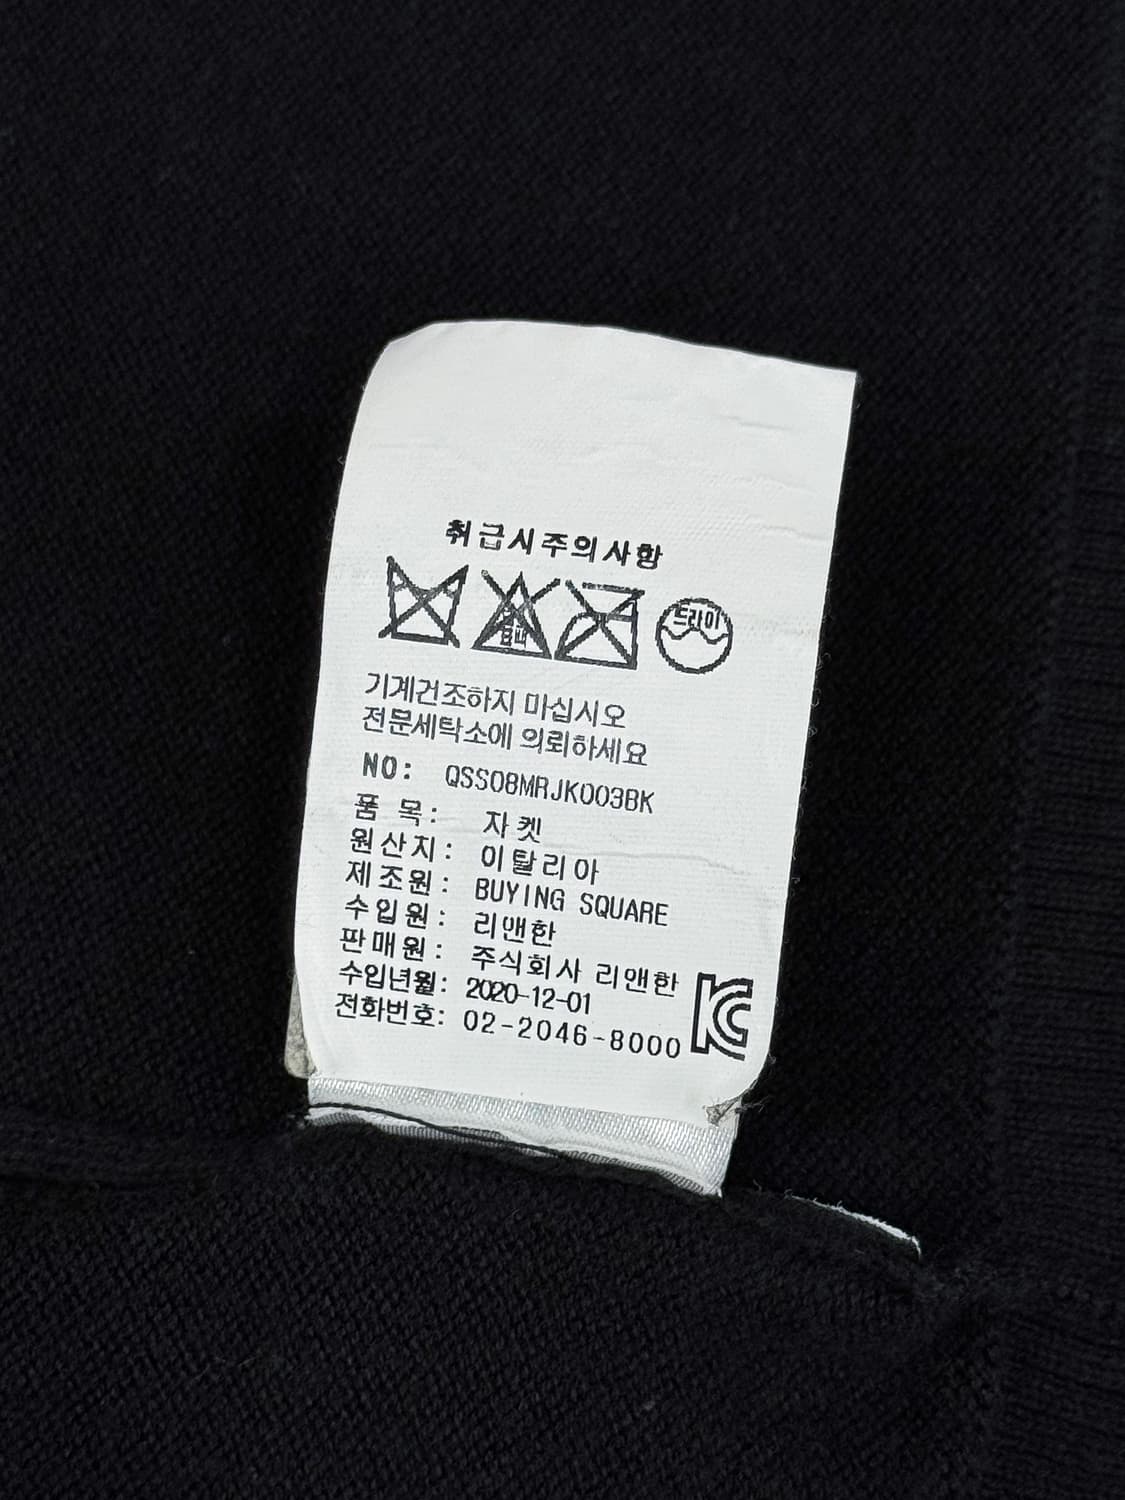 취급시주의사항
표백
드라이
기계건조하지 마십시오
전문세탁소에 의뢰하세요
NO: QSS08MRJK003BK
품 목: 자켓
원산지: 이탈리아
제조원: BUYING SQUARE
수입원: 리앤한
판매원: 주식회사 리앤한
수입년월: 2020-12-01
전화번호: 02-2046-8000
KC